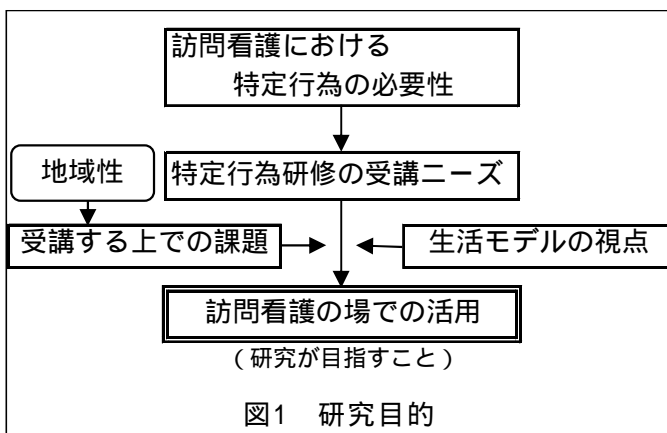 訪問看護における
特定行為の必要性
地域性
特定行為研修の受講ニーズ
受講する上での課題
生活モデルの視点
訪問看護の場での活用
(研究が目指すこと)
図1 研究目的